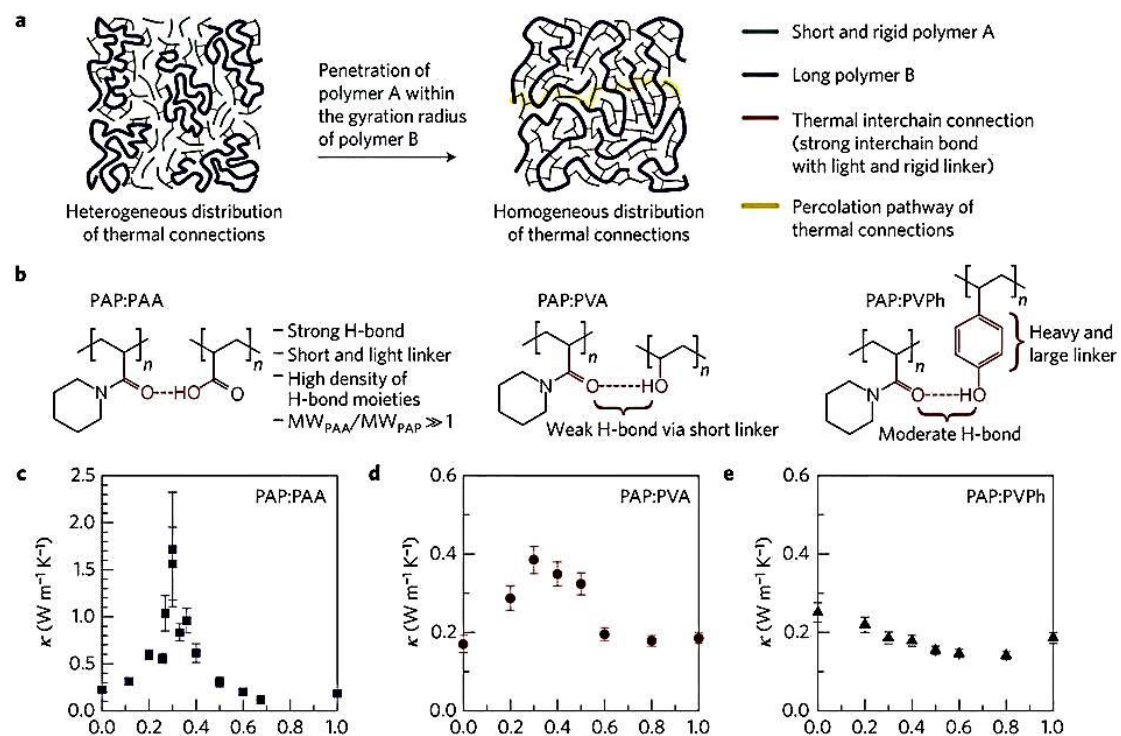 a
Penetration of
polymer A within
the gyration radius
of polymer B
Heterogeneous distribution
of thermal connections
Homogeneous distribution
of thermal connections
Short and rigid polymer A
Long polymer B
Thermal interchain connection
(strong interchain bond
with light and rigid linker)
Percolation pathway of
thermal connections
b
PAP:PAA
n
n
N
O
HO
O
– Strong H-bond
– Short and light linker
– High density of
H-bond moieties
– MWPAA/MWPAP ≫ 1
PAP:PVA
n
n
N
O
HO
Weak H-bond via short linker
PAP:PVPh
n
n
N
O
HO
Heavy and
large linker
Moderate H-bond
c
PAP:PAA
κ (W m⁻¹ K⁻¹)
2.5
2.0
1.5
1.0
0.5
0.0
0.0 0.2 0.4 0.6 0.8 1.0
d
PAP:PVA
κ (W m⁻¹ K⁻¹)
0.6
0.4
0.2
0.0
0.0 0.2 0.4 0.6 0.8 1.0
e
PAP:PVPh
κ (W m⁻¹ K⁻¹)
0.6
0.4
0.2
0.0
0.0 0.2 0.4 0.6 0.8 1.0